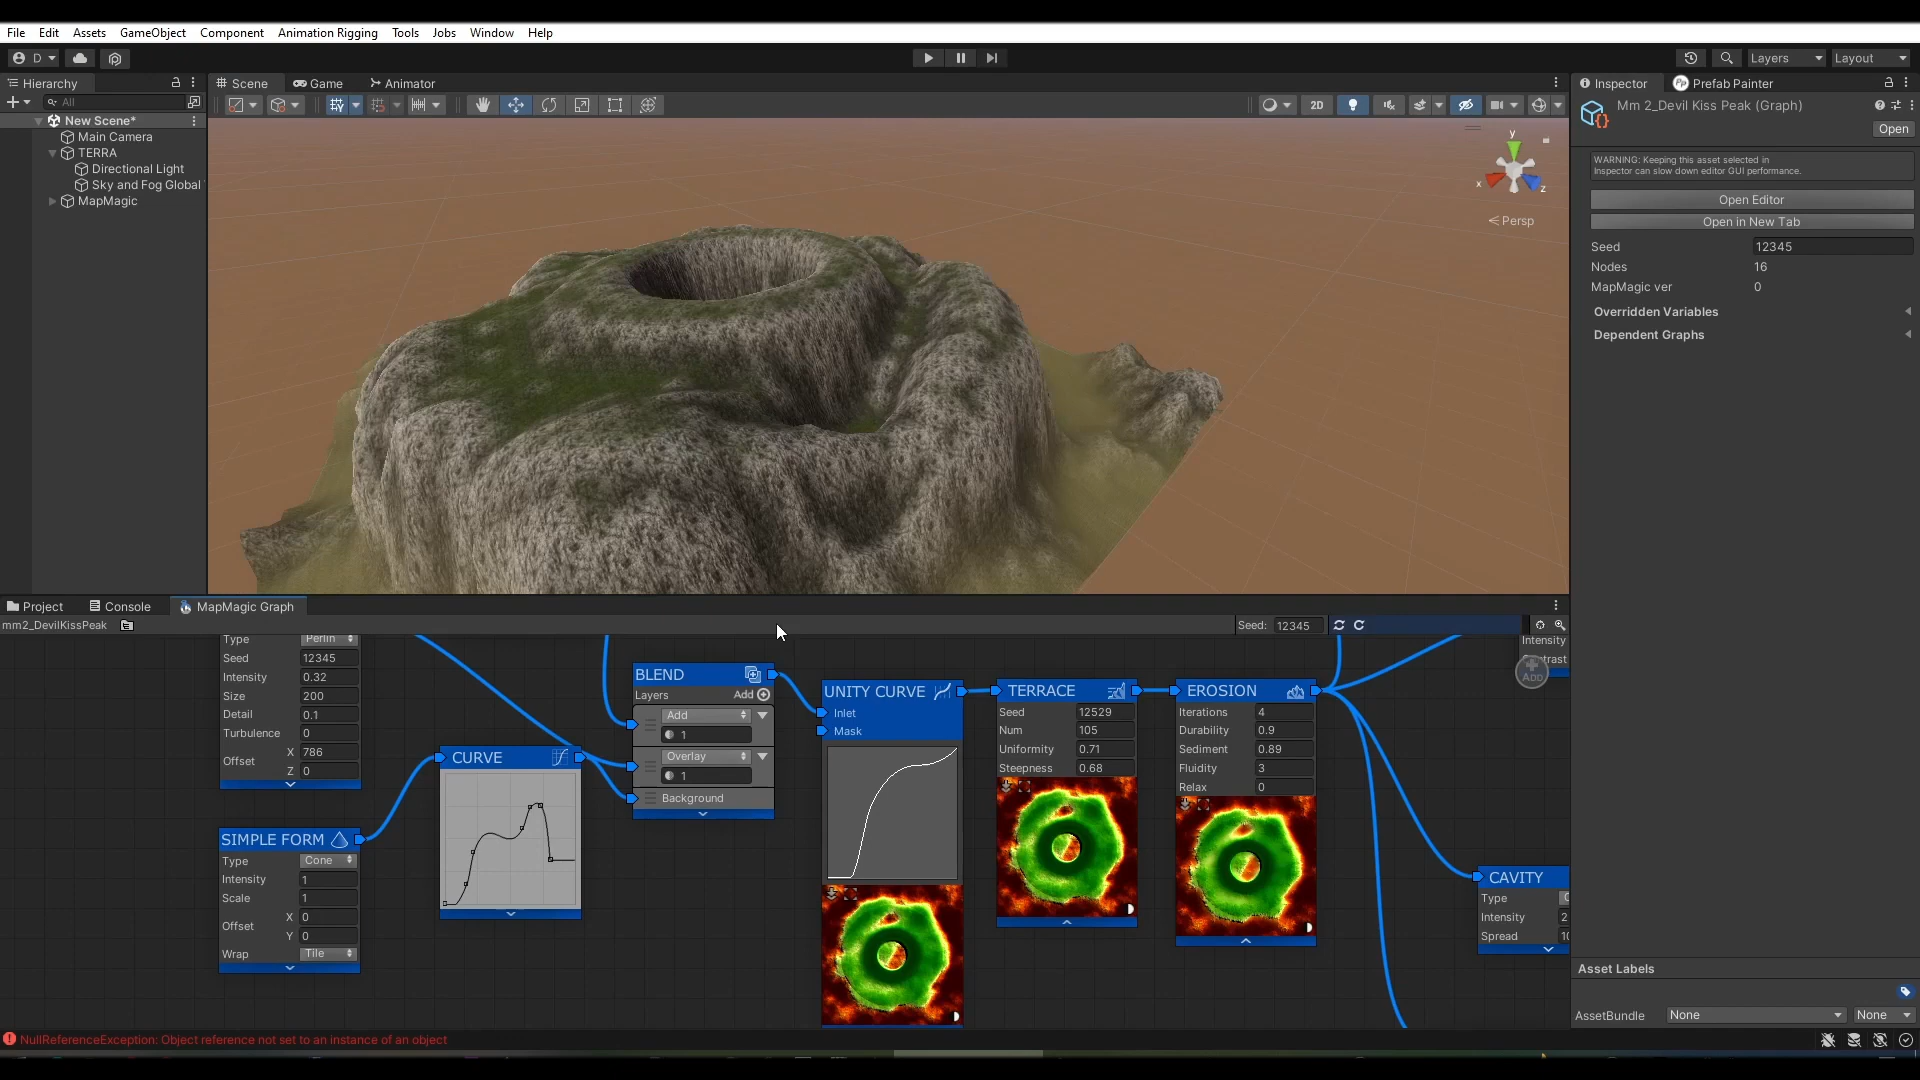 File Edit Assets GameObject Component Animation Rigging Tools Jobs Window Help
D Layers Layout
Hierarchy
All
New Scene*
Main Camera
TERRA
Directional Light
Sky and Fog Global
MapMagic
Scene Game Animator
2D
y
x
z
Persp
Inspector Prefab Painter
Mm 2_Devil Kiss Peak (Graph)
Open
WARNING: Keeping this asset selected in
Inspector can slow down editor GUI performance.
Open Editor
Open in New Tab
Seed 12345
Nodes 16
MapMagic ver 0
Overridden Variables
Dependent Graphs
Asset Labels
AssetBundle None None
Project Console MapMagic Graph
mm2_DevilKissPeak Seed: 12345
Type Perlin
Seed 12345
Intensity 0.32
Size 200
Detail 0.1
Turbulence 0
Offset X 786
Z 0
SIMPLE FORM
Type Cone
Intensity 1
Scale 1
Offset X 0
Y 0
Wrap Tile
CURVE
BLEND
Layers Add
Add
1
Overlay
1
Background
UNITY CURVE
Inlet
Mask
TERRACE
Seed 12529
Num 105
Uniformity 0.71
Steepness 0.68
EROSION
Iterations 4
Durability 0.9
Sediment 0.89
Fluidity 3
Relax 0
Intensity
Add
CAVITY
Type
Intensity 2
Spread
NullReferenceException: Object reference not set to an instance of an object